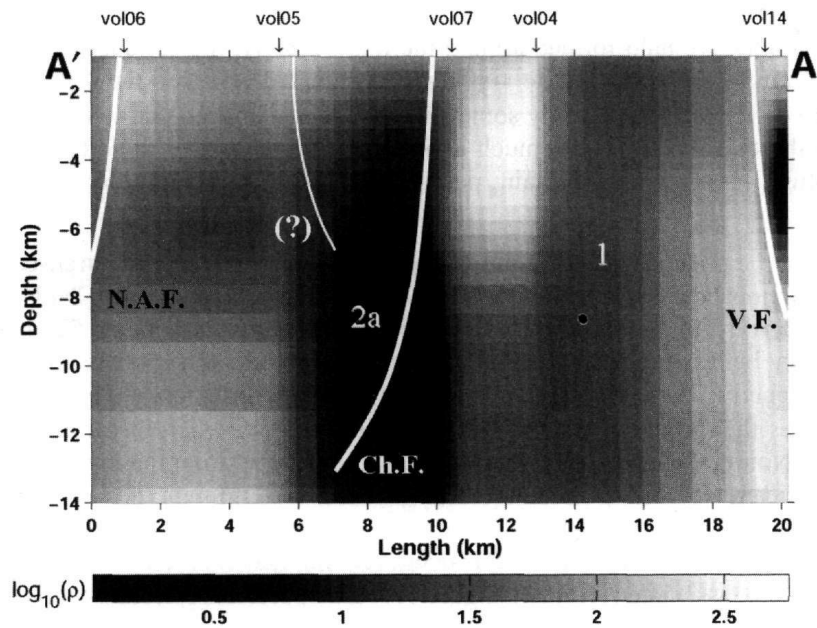 vol06 vol05 vol07 vol04 vol14
A′ A
−2
−4
−6
−8
−10
−12
−14
Depth (km)
(?)
1
N.A.F.
2a
V.F.
Ch.F.
0 2 4 6 8 10 12 14 16 18 20
Length (km)
log10(ρ)
0.5 1 1.5 2 2.5